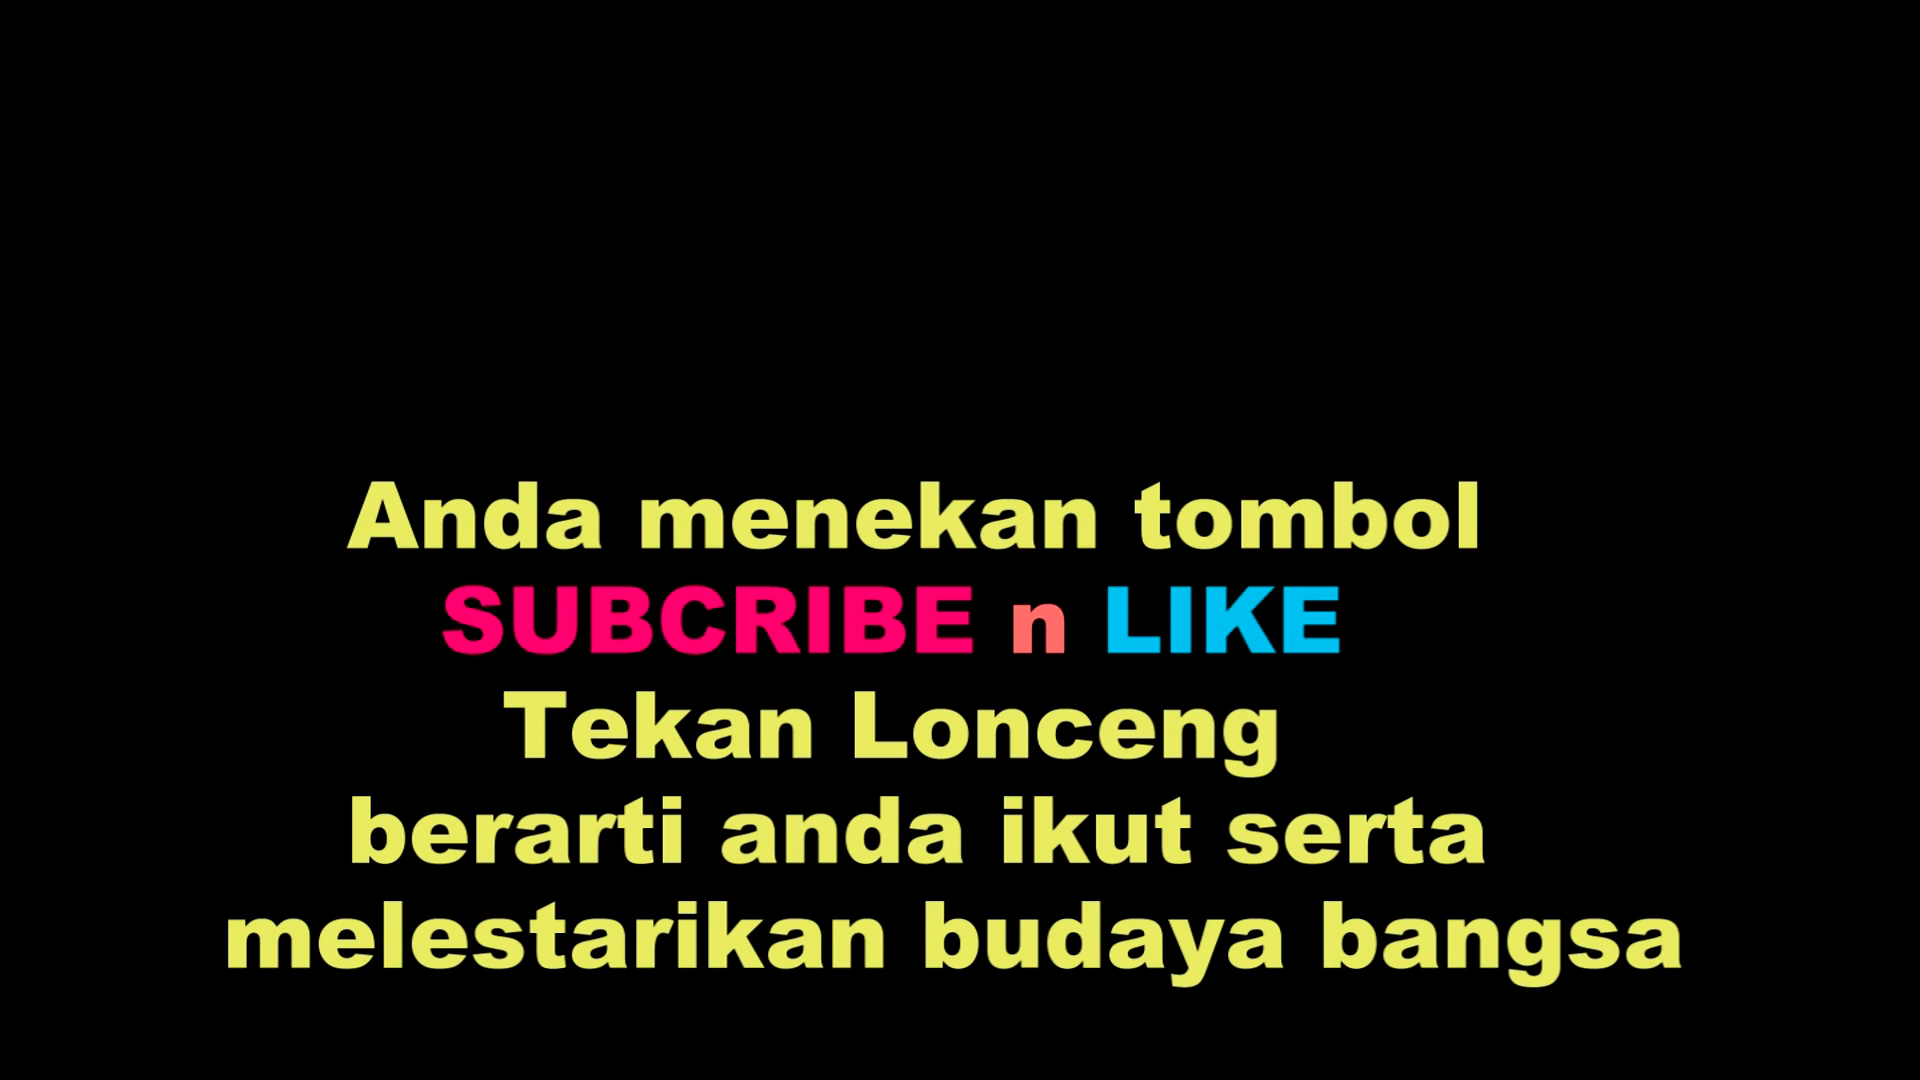 Anda menekan tombol
SUBCRIBE n LIKE
Tekan Lonceng
berarti anda ikut serta
melestarikan budaya bangsa